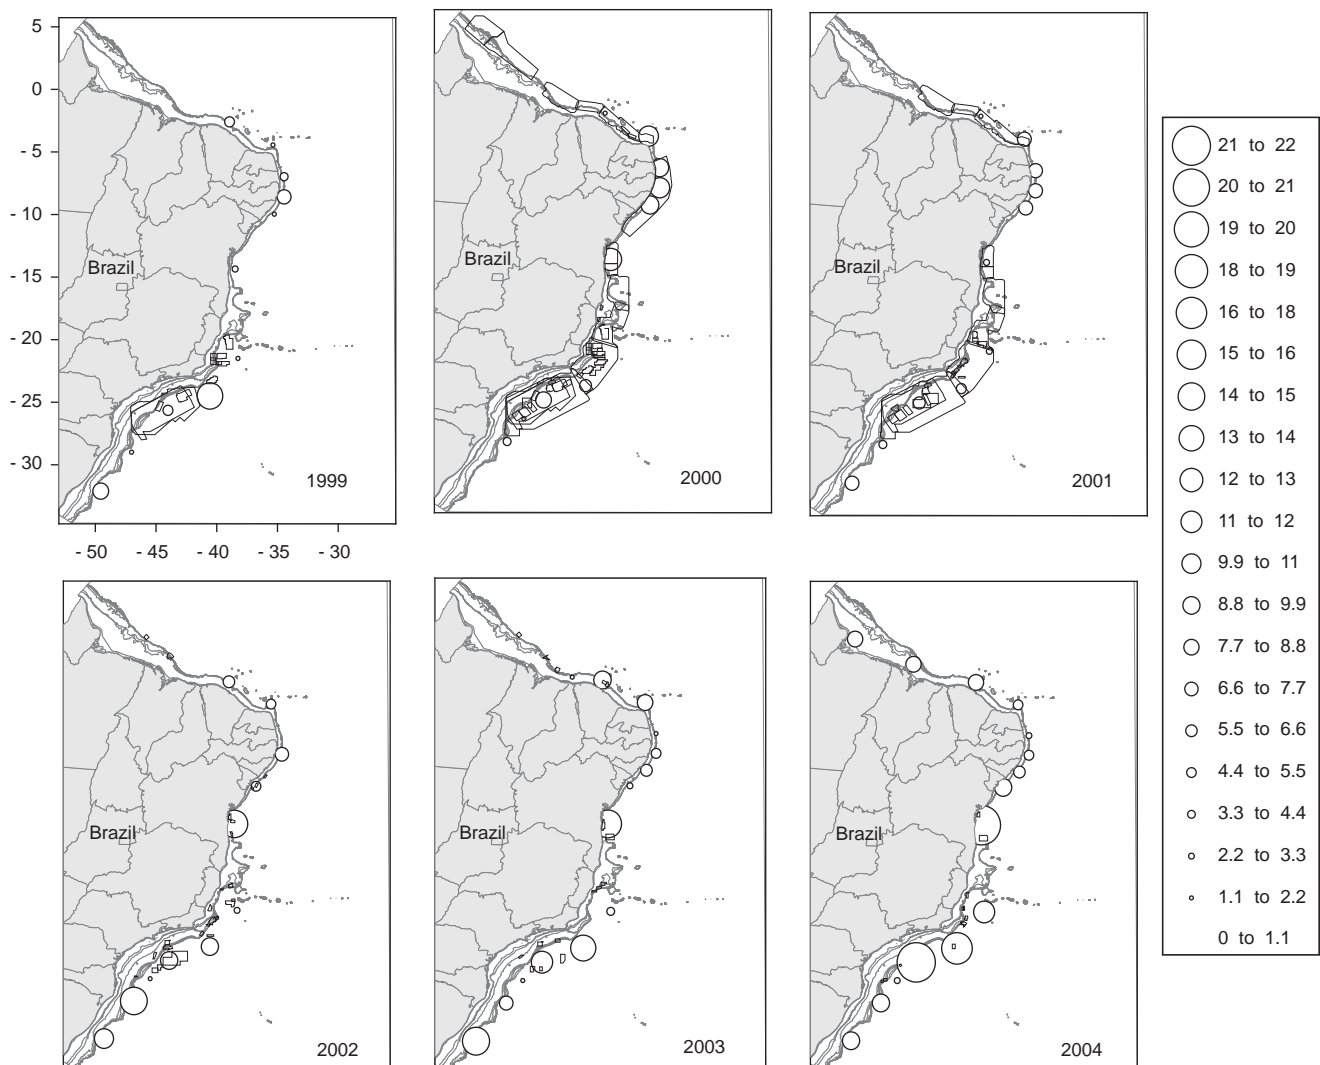 5
0
- 5
- 10
- 15
- 20
- 25
- 30
Brazil
1999
- 50
- 45
- 40
- 35
- 30
Brazil
2000
Brazil
2001
Brazil
2002
Brazil
2003
Brazil
2004
21 to 22
20 to 21
19 to 20
18 to 19
16 to 18
15 to 16
14 to 15
13 to 14
12 to 13
11 to 12
9.9 to 11
8.8 to 9.9
7.7 to 8.8
6.6 to 7.7
5.5 to 6.6
4.4 to 5.5
3.3 to 4.4
2.2 to 3.3
1.1 to 2.2
0 to 1.1